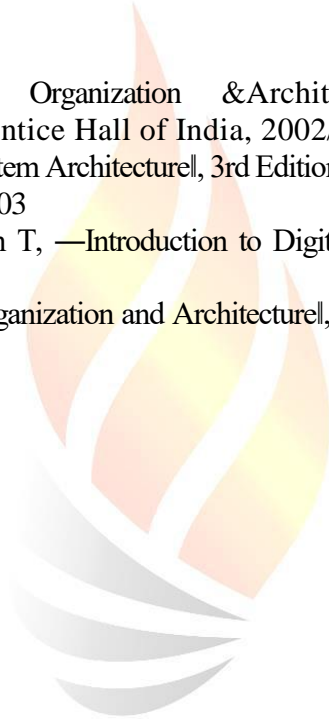 Organization &Archit
ntice Hall of India, 2002/
tem Architecture‖, 3rd Edition
03
n T, ―Introduction to Digit
ganization and Architecture‖,